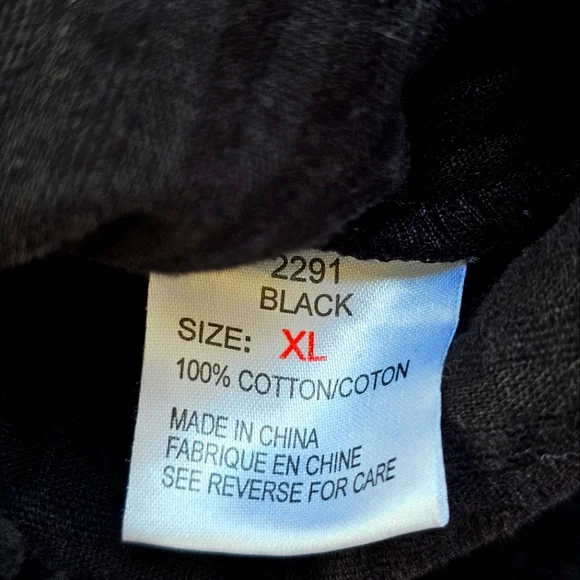 2291
BLACK
SIZE: XL
100% COTTON/COTON
MADE IN CHINA
FABRIQUE EN CHINE
SEE REVERSE FOR CARE